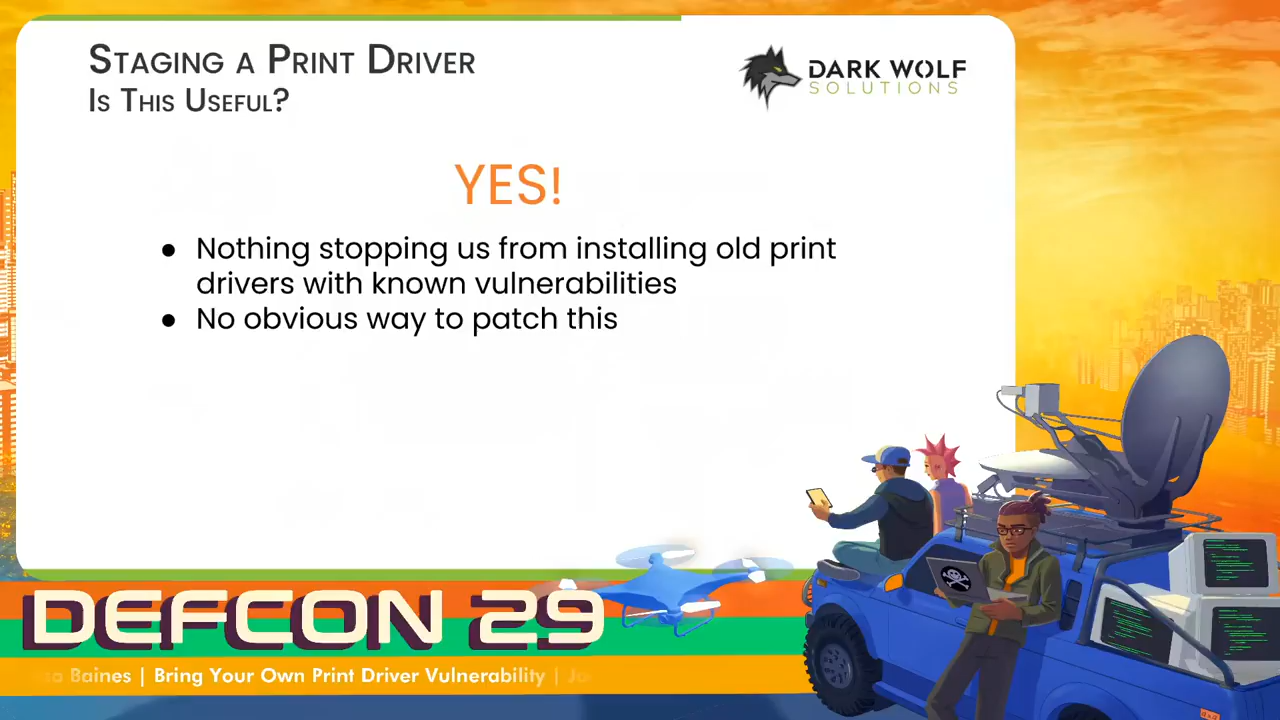 STAGING A PRINT DRIVER
IS THIS USEFUL?
DARK WOLF
SOLUTIONS
YES!
● Nothing stopping us from installing old print
drivers with known vulnerabilities
● No obvious way to patch this
DEFCON 29
Baines | Bring Your Own Print Driver Vulnerability |